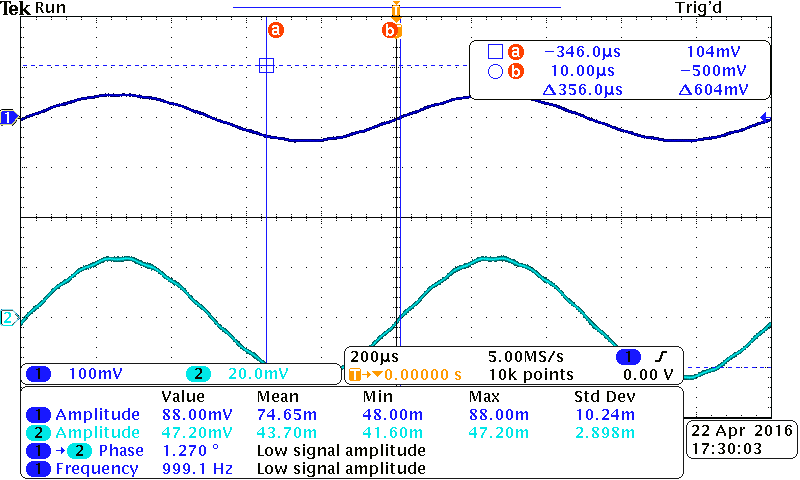 Tek Run Trig'd
T
a b
a −346.0µs 104mV
b 10.00µs −500mV
Δ356.0µs Δ604mV
1
2
1 100mV 2 20.0mV
200µs 5.00MS/s 1
T→▼0.00000 s 10k points 0.00 V
Value Mean Min Max Std Dev
1 Amplitude 88.00mV 74.65m 48.00m 88.00m 10.24m
2 Amplitude 47.20mV 43.70m 41.60m 47.20m 2.898m
1 → 2 Phase 1.270 ° Low signal amplitude
1 Frequency 999.1 Hz Low signal amplitude
22 Apr 2016
17:30:03